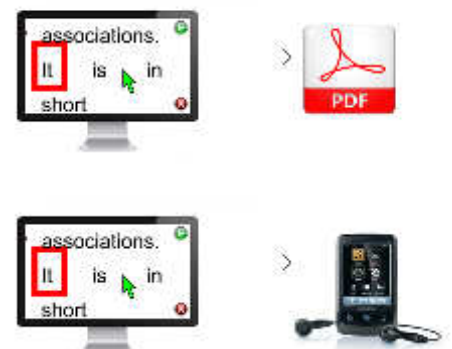 associations.
It is in
short
>
PDF
associations.
It is in
short
>